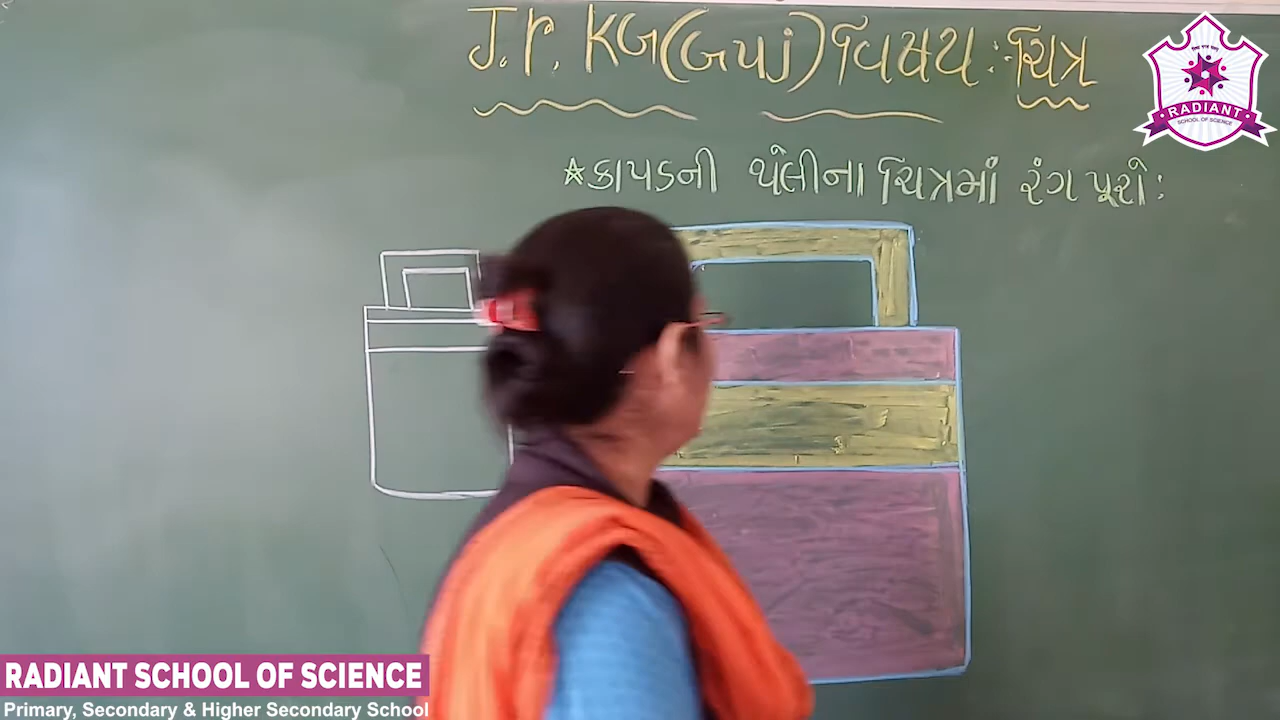 J.r. KG(ગુજ) વિષય : ચિત્ર
* કાપડની થેલીના ચિત્રમાં રંગ પૂરો :
RADIANT
SCHOOL OF SCIENCE
RADIANT SCHOOL OF SCIENCE
Primary, Secondary & Higher Secondary School